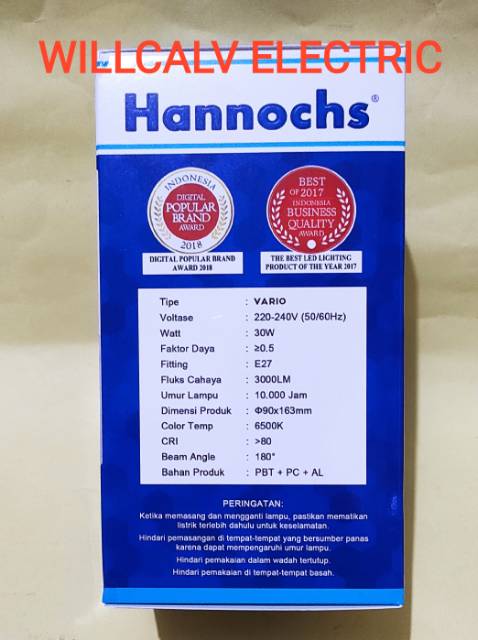 WILLCALV ELECTRIC
Hannochs®
INDONESIA
DIGITAL
POPULAR
BRAND
AWARD
2018
DIGITAL POPULAR BRAND
AWARD 2018
BEST
OF 2017
INDONESIA
BUSINESS
QUALITY
AWARD
THE BEST LED LIGHTING
PRODUCT OF THE YEAR 2017
Tipe : VARIO
Voltase : 220-240V (50/60Hz)
Watt : 30W
Faktor Daya : ≥0.5
Fitting : E27
Fluks Cahaya : 3000LM
Umur Lampu : 10.000 Jam
Dimensi Produk : Φ90x163mm
Color Temp : 6500K
CRI : >80
Beam Angle : 180°
Bahan Produk : PBT + PC + AL
PERINGATAN:
Ketika memasang dan mengganti lampu, pastikan mematikan
listrik terlebih dahulu untuk keselamatan.
Hindari pemasangan di tempat-tempat yang bersumber panas
karena dapat mempengaruhi umur lampu.
Hindari pemakaian dalam wadah tertutup.
Hindari pemakaian di tempat-tempat basah.